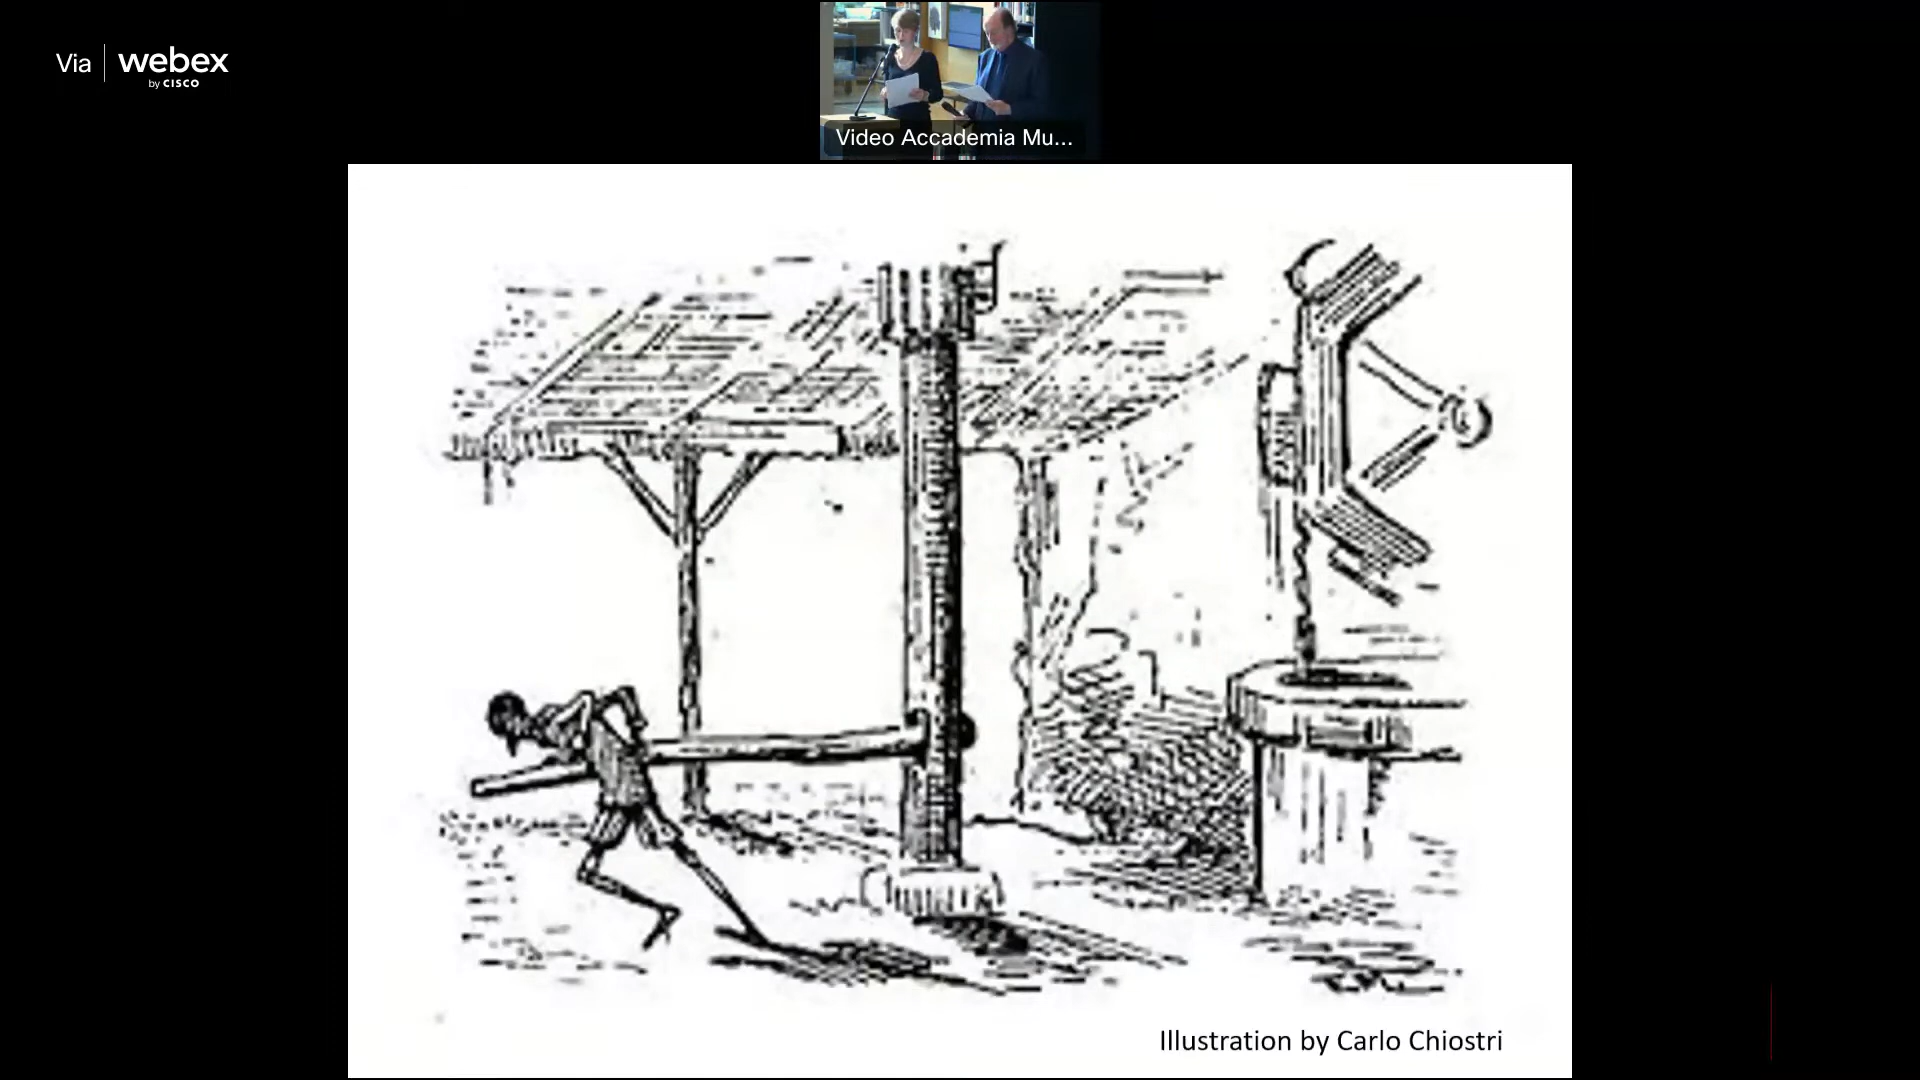 Via webex
by CISCO
Video Accademia Mu...
Illustration by Carlo Chiostri